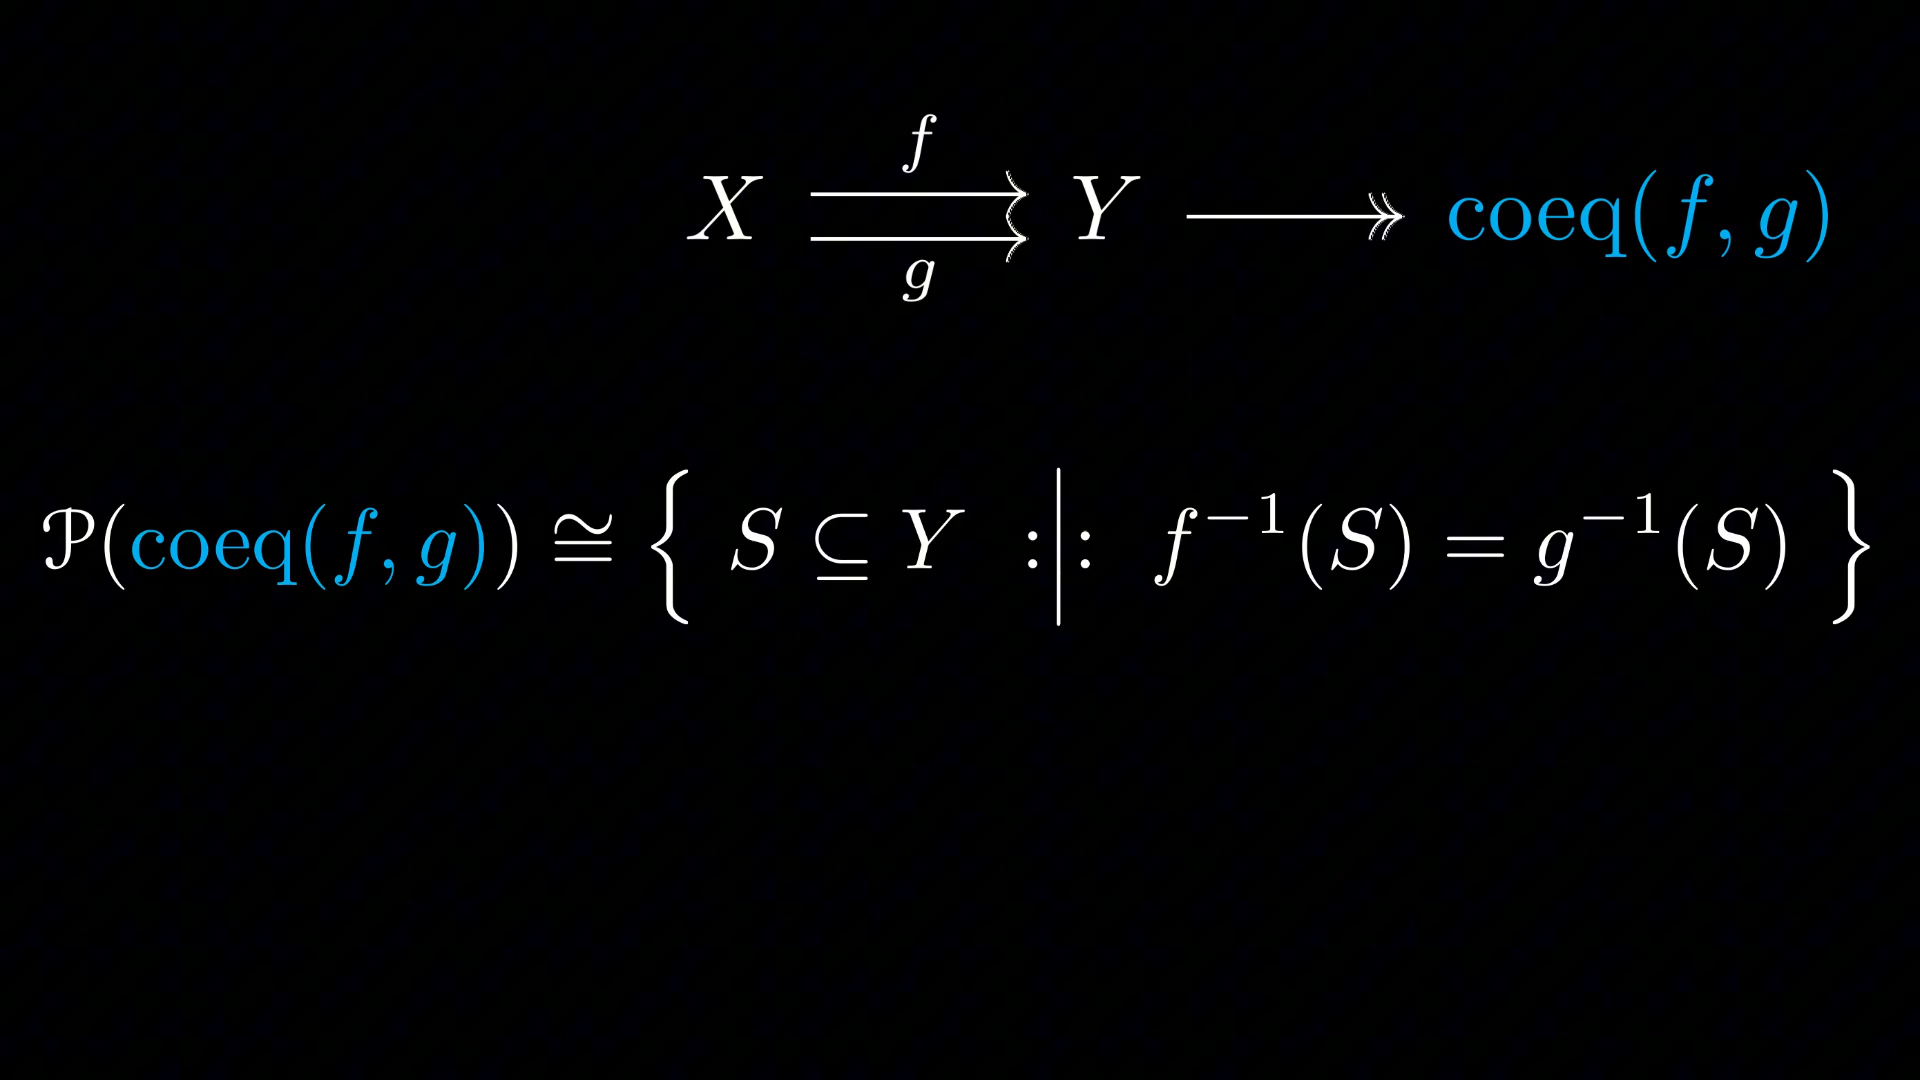 f
X ⇉ Y ↠ coeq(f, g)
g
𝒫(coeq(f, g)) ≅ { S ⊆ Y :|: f⁻¹(S) = g⁻¹(S) }